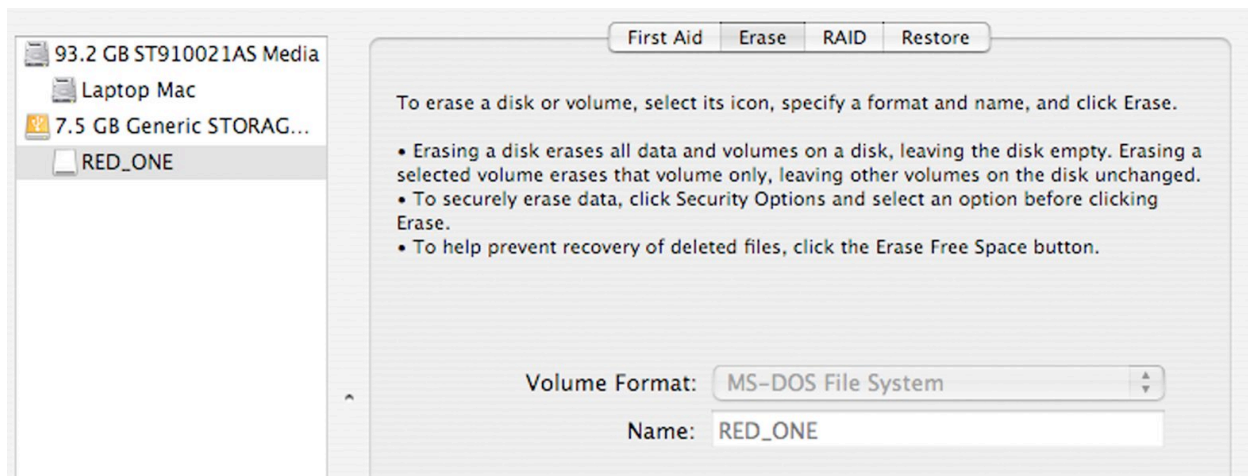 93.2 GB ST910021AS Media
Laptop Mac
7.5 GB Generic STORAG...
RED_ONE
First Aid Erase RAID Restore
To erase a disk or volume, select its icon, specify a format and name, and click Erase.
• Erasing a disk erases all data and volumes on a disk, leaving the disk empty. Erasing a
selected volume erases that volume only, leaving other volumes on the disk unchanged.
• To securely erase data, click Security Options and select an option before clicking
Erase.
• To help prevent recovery of deleted files, click the Erase Free Space button.
Volume Format: MS-DOS File System
Name: RED_ONE